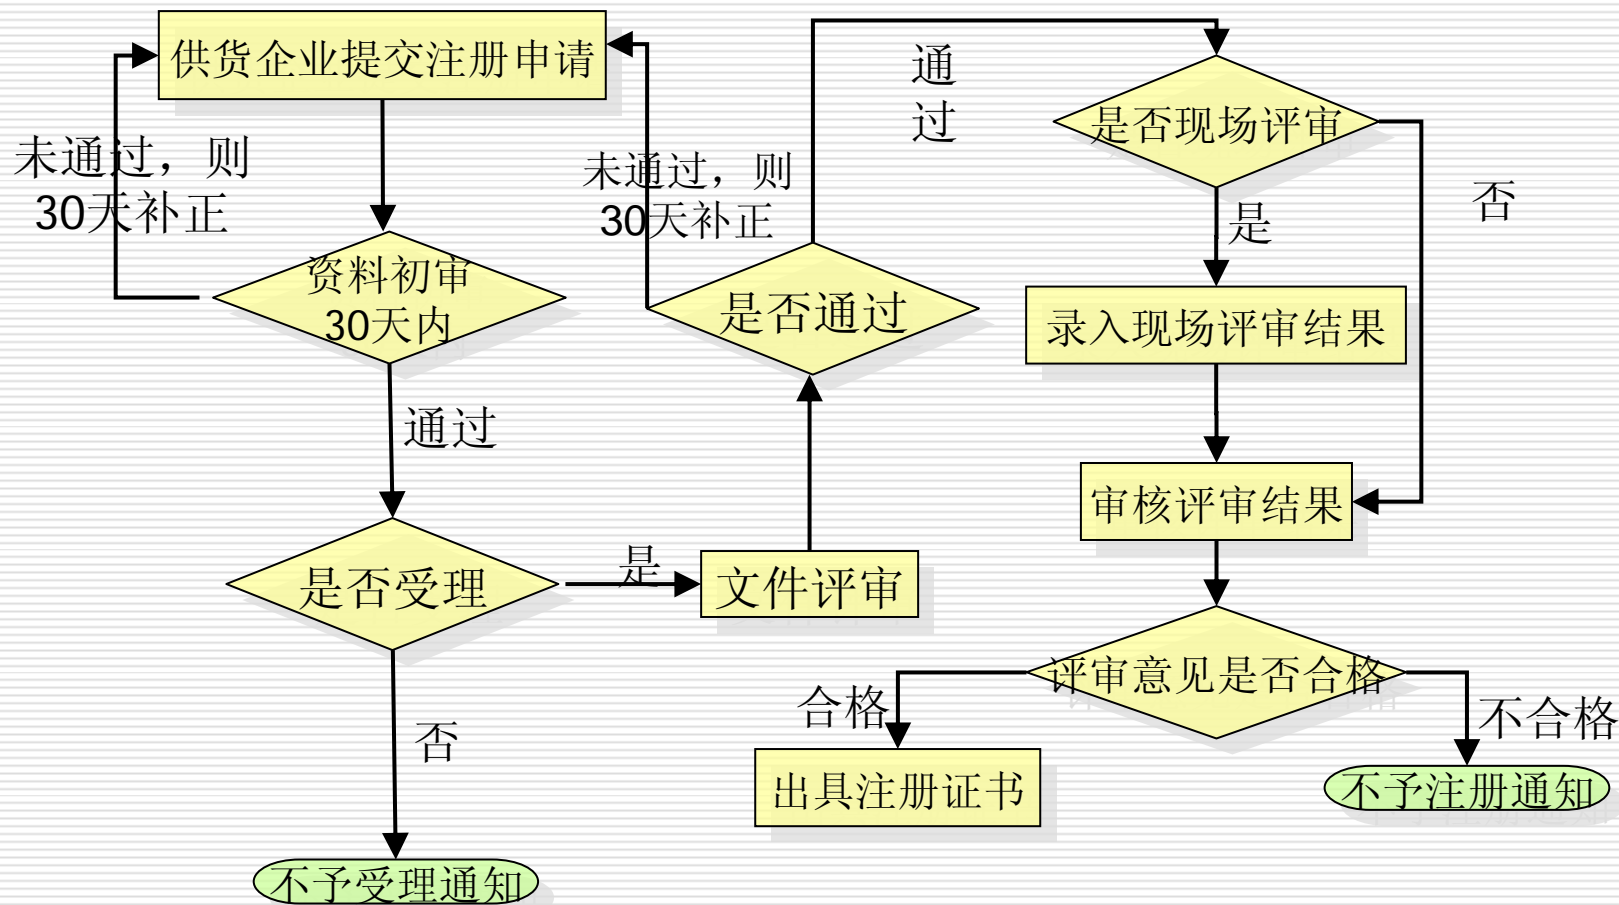 供货企业提交注册申请
未通过，则
30天补正
资料初审
30天内
通过
是否受理
否
不予受理通知
是
文件评审
是否通过
未通过，则
30天补正
通
过
是否现场评审
是
否
录入现场评审结果
审核评审结果
评审意见是否合格
合格
出具注册证书
不合格
不予注册通知